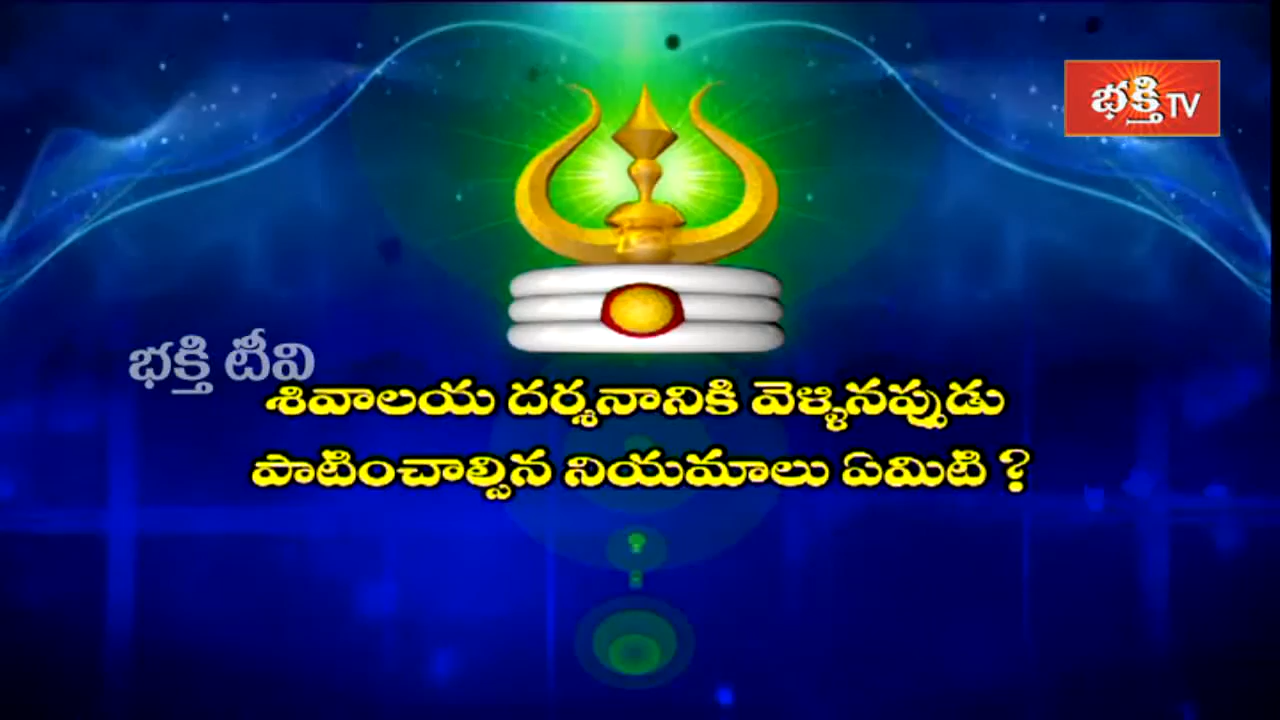 భక్తి TV
భక్తి టీవి
శివాలయ దర్శనానికి వెళ్ళినప్పుడు
పాటించాల్సిన నియమాలు ఏమిటి ?